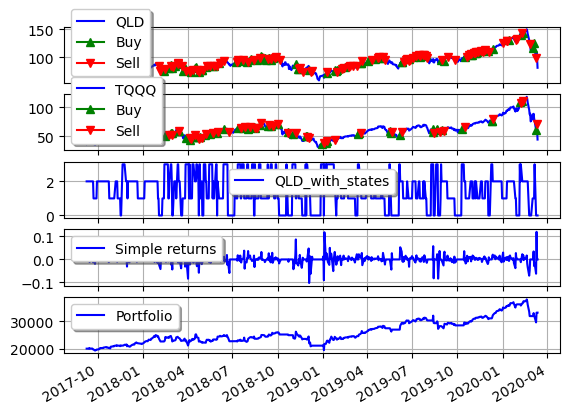 150
100
QLD
Buy
Sell
100
50
TQQQ
Buy
Sell
2
0
QLD_with_states
0.1
0.0
−0.1
Simple returns
30000
20000
Portfolio
2017-10
2018-01
2018-04
2018-07
2018-10
2019-01
2019-04
2019-07
2019-10
2020-01
2020-04